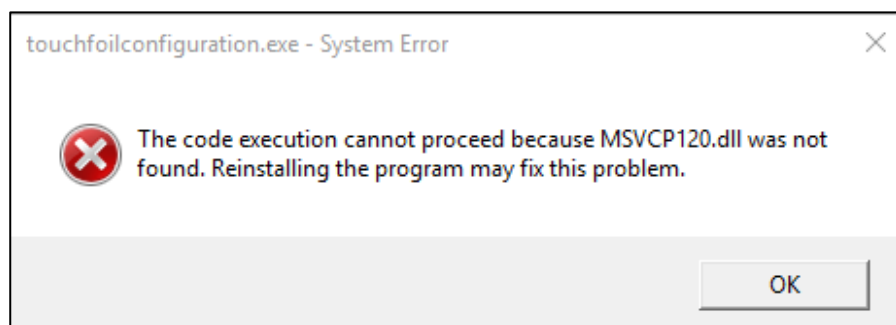 touchfoilconfiguration.exe - System Error
The code execution cannot proceed because MSVCP120.dll was not
found. Reinstalling the program may fix this problem.
OK